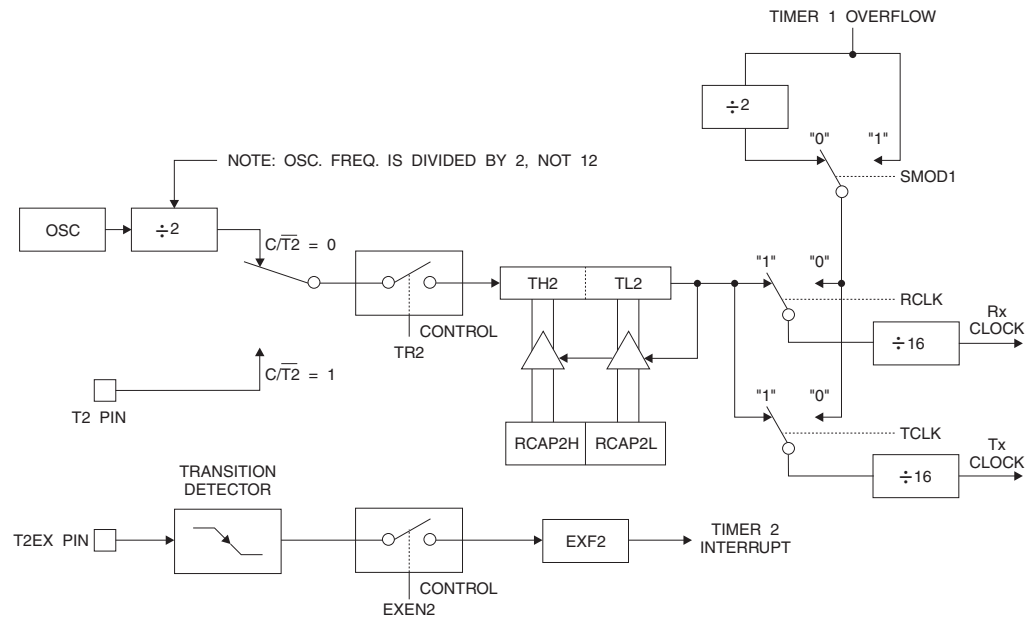 TIMER 1 OVERFLOW
÷2
"0" "1"
SMOD1
NOTE: OSC. FREQ. IS DIVIDED BY 2, NOT 12
OSC
÷2
C/T2̅ = 0
TH2 TL2
"1" "0"
RCLK
Rx
CLOCK
÷16
CONTROL
TR2
C/T2̅ = 1
T2 PIN
RCAP2H RCAP2L
"1" "0"
TCLK
Tx
CLOCK
÷16
TRANSITION
DETECTOR
T2EX PIN
EXF2
TIMER 2
INTERRUPT
CONTROL
EXEN2